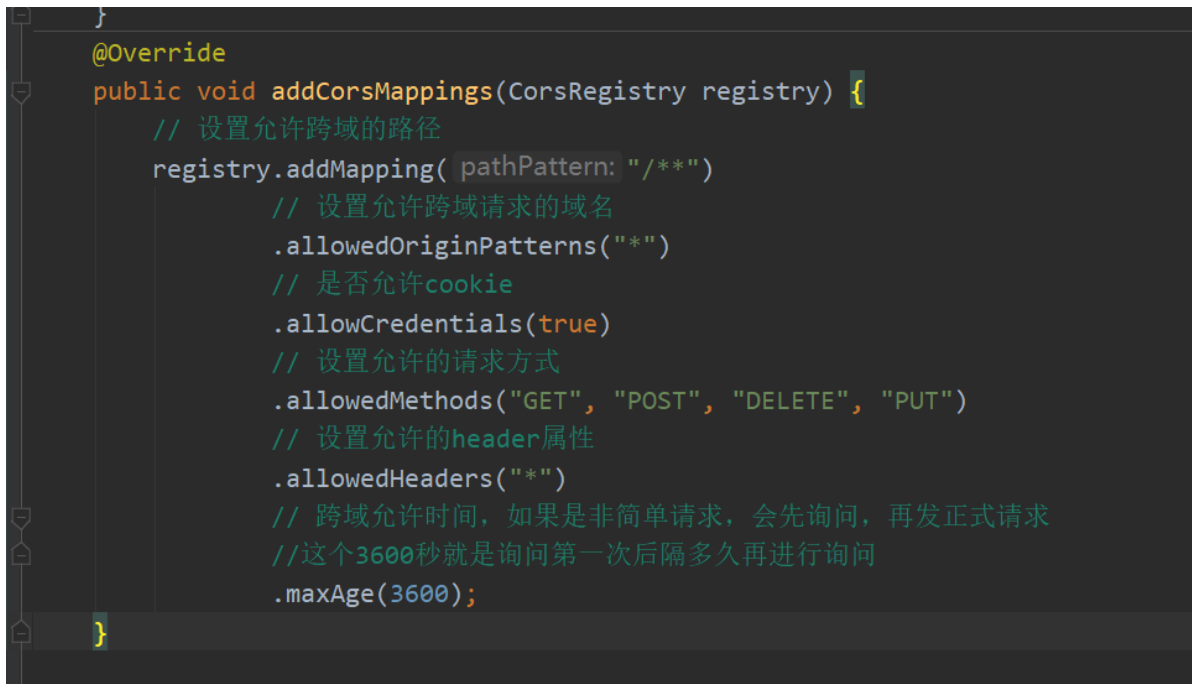 }
@Override
public void addCorsMappings(CorsRegistry registry) {
// 设置允许跨域的路径
registry.addMapping( pathPattern: "/**")
// 设置允许跨域请求的域名
.allowedOriginPatterns("*")
// 是否允许cookie
.allowCredentials(true)
// 设置允许的请求方式
.allowedMethods("GET", "POST", "DELETE", "PUT")
// 设置允许的header属性
.allowedHeaders("*")
// 跨域允许时间，如果是非简单请求，会先询问，再发正式请求
//这个3600秒就是询问第一次后隔多久再进行询问
.maxAge(3600);
}